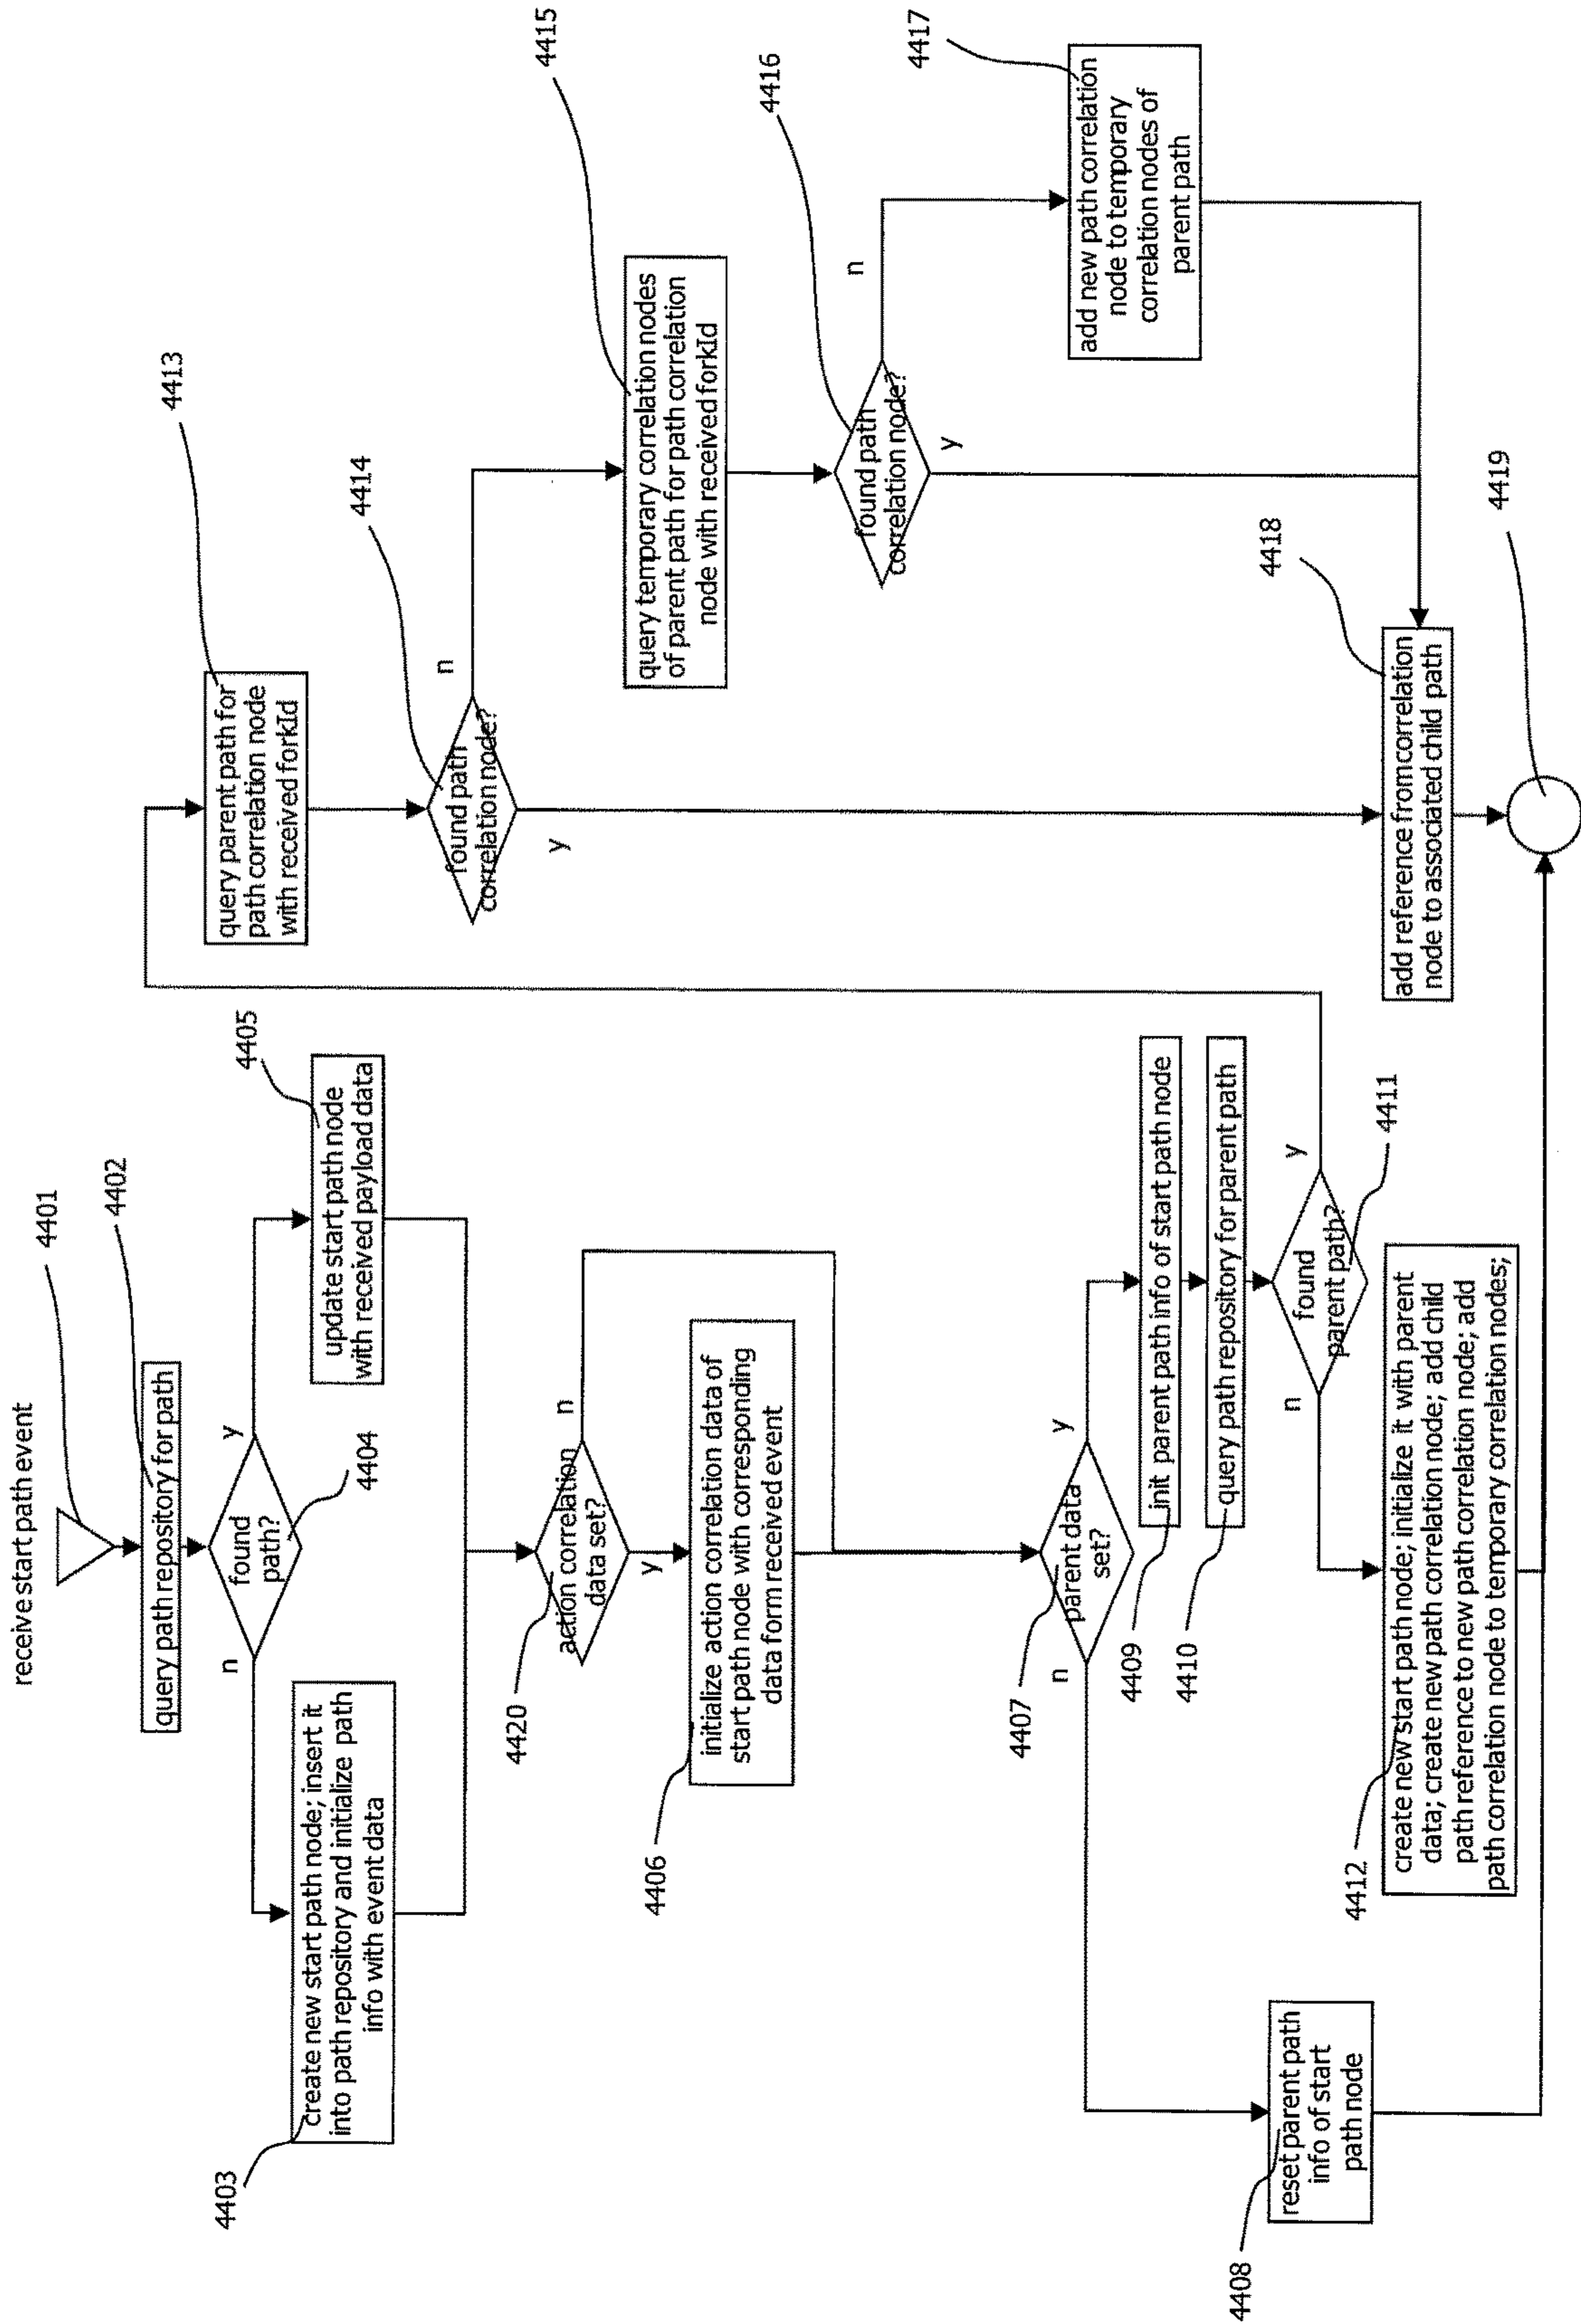 receive start path event
4401
4402
query path repository for path
found
path?
n
y
4404
4403
create new start path node; insert it
into path repository and initialize path
info with event data
4405
update start path node
with received payload data
4420
action correlation
data set?
n
y
4406
initialize action correlation data of
start path node with corresponding
data form received event
4407
parent data
set?
n
y
4408
reset parent path
info of start
path node
4409
init parent path info of start path node
4410
query path repository for parent path
found
parent path?
4411
n
y
4412
create new start path node; initialize it with parent
data; create new path correlation node; add child
path reference to new path correlation node; add
path correlation node to temporary correlation nodes;
4413
query parent path for
path correlation node
with received forkId
4414
found path
correlation node?
n
y
4415
query temporary correlation nodes
of parent path for path correlation
node with received forkId
4416
found path
correlation node?
n
y
4417
add new path correlation
node to temporary
correlation nodes of
parent path
4418
add reference from correlation
node to associated child path
4419